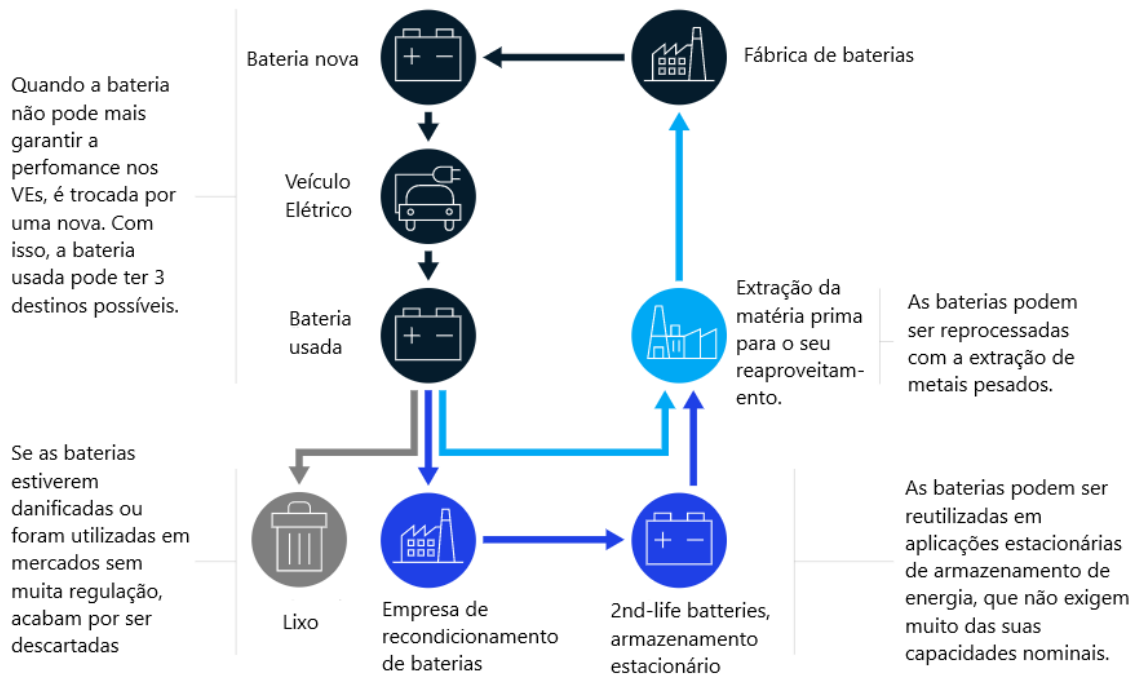 Bateria nova
Fábrica de baterias
Quando a bateria
não pode mais
garantir a
perfomance nos
VEs, é trocada por
uma nova. Com
isso, a bateria
usada pode ter 3
destinos possíveis.
Veículo
Elétrico
Bateria
usada
Extração da
matéria prima
para o seu
reaproveitam-
ento.
As baterias podem
ser reprocessadas
com a extração de
metais pesados.
Se as baterias
estiverem
danificadas ou
foram utilizadas em
mercados sem
muita regulação,
acabam por ser
descartadas
Lixo
Empresa de
recondicionamento
de baterias
2nd-life batteries,
armazenamento
estacionário
As baterias podem ser
reutilizadas em
aplicações estacionárias
de armazenamento de
energia, que não exigem
muito das suas
capacidades nominais.